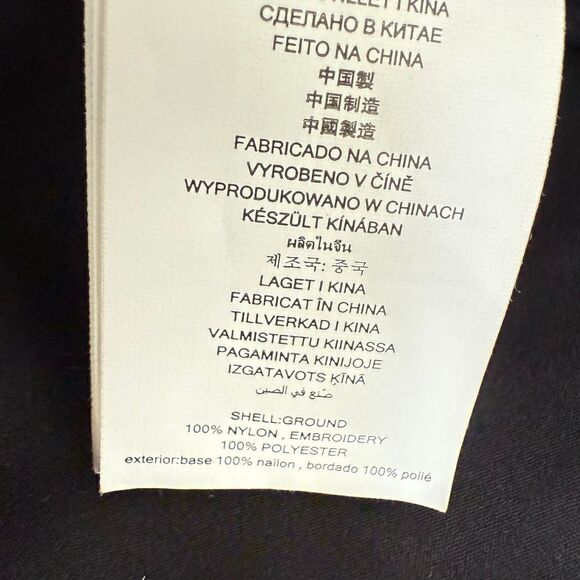 I KINA
СДЕЛАНО В КИТАЕ
FEITO NA CHINA
中国製
中国制造
中國製造
FABRICADO NA CHINA
VYROBENO V ČÍNĚ
WYPRODUKOWANO W CHINACH
KÉSZÜLT KÍNÁBAN
ผลิตในจีน
제조국: 중국
LAGET I KINA
FABRICAT ÎN CHINA
TILLVERKAD I KINA
VALMISTETTU KIINASSA
PAGAMINTA KINIJOJE
IZGATAVOTS ĶĪNĀ
صنع في الصين
SHELL:GROUND
100% NYLON , EMBROIDERY
100% POLYESTER
exterior:base 100% nailon , bordado 100% polié